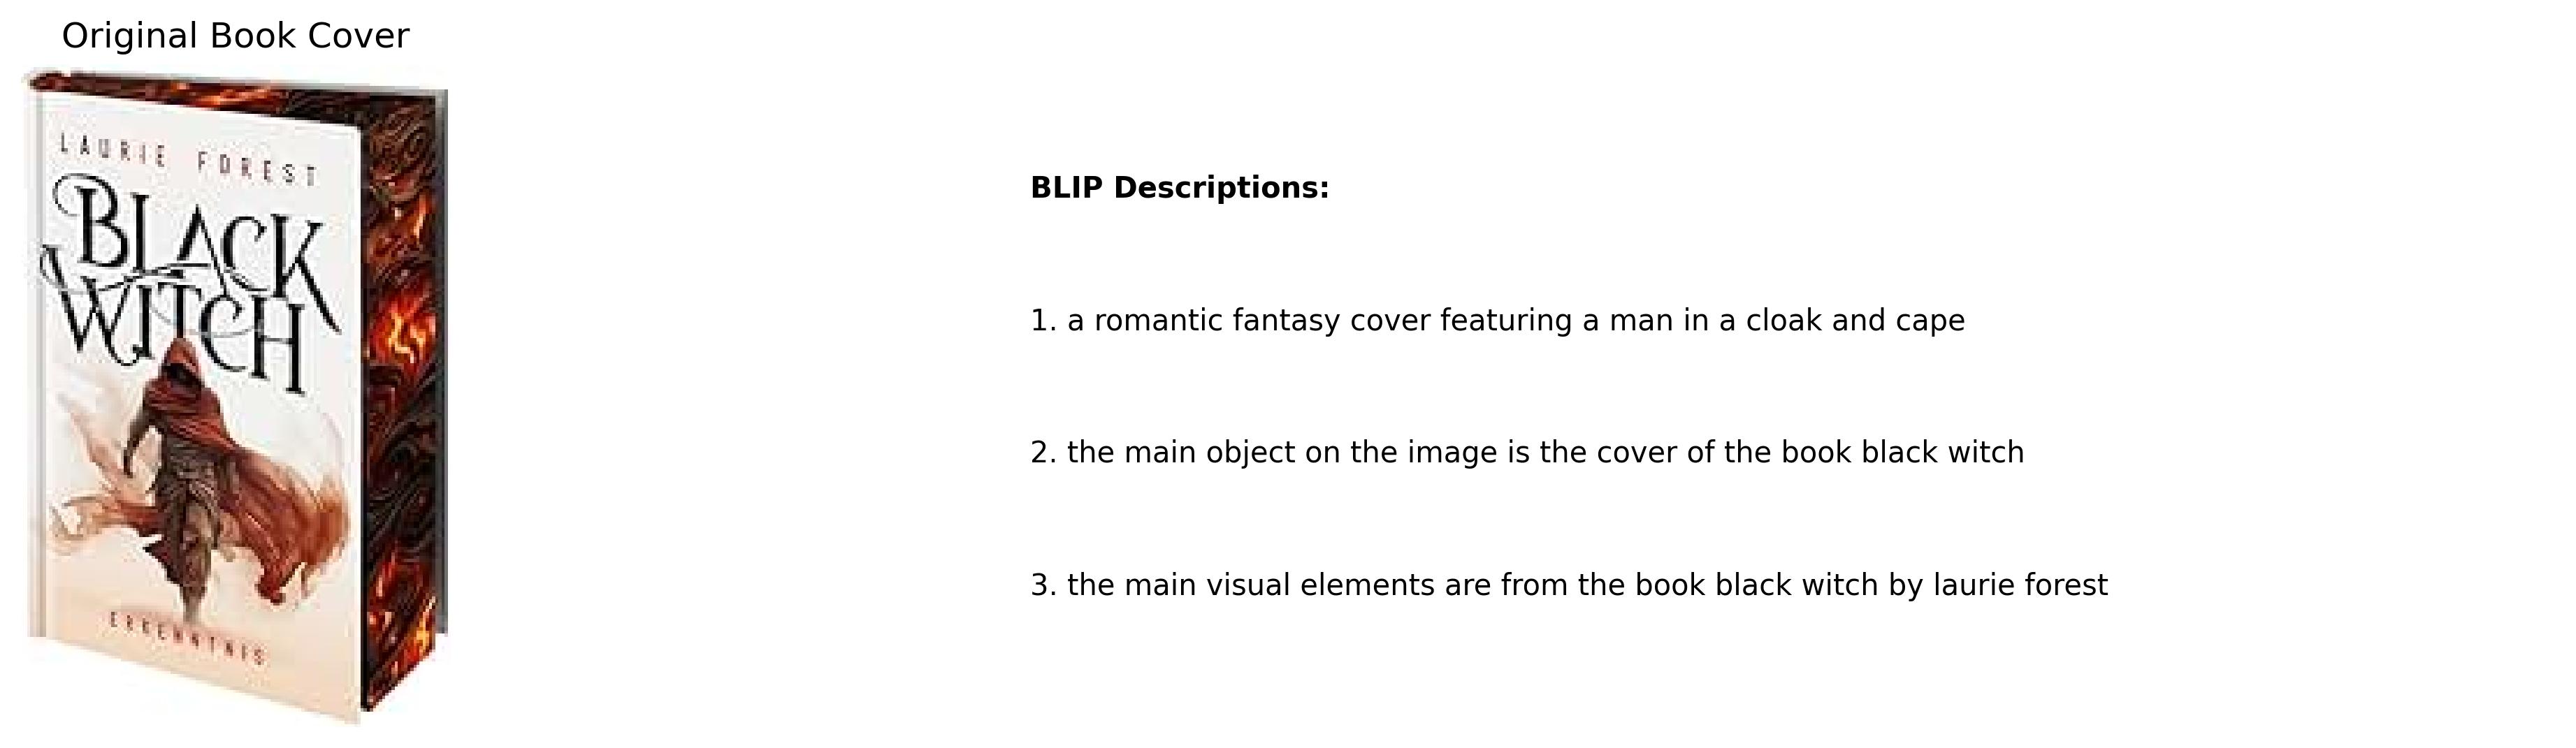 Original Book Cover
LAURIE FOREST
BLACK
WITCH
ERKENNTNIS
BLIP Descriptions:
1. a romantic fantasy cover featuring a man in a cloak and cape
2. the main object on the image is the cover of the book black witch
3. the main visual elements are from the book black witch by laurie forest